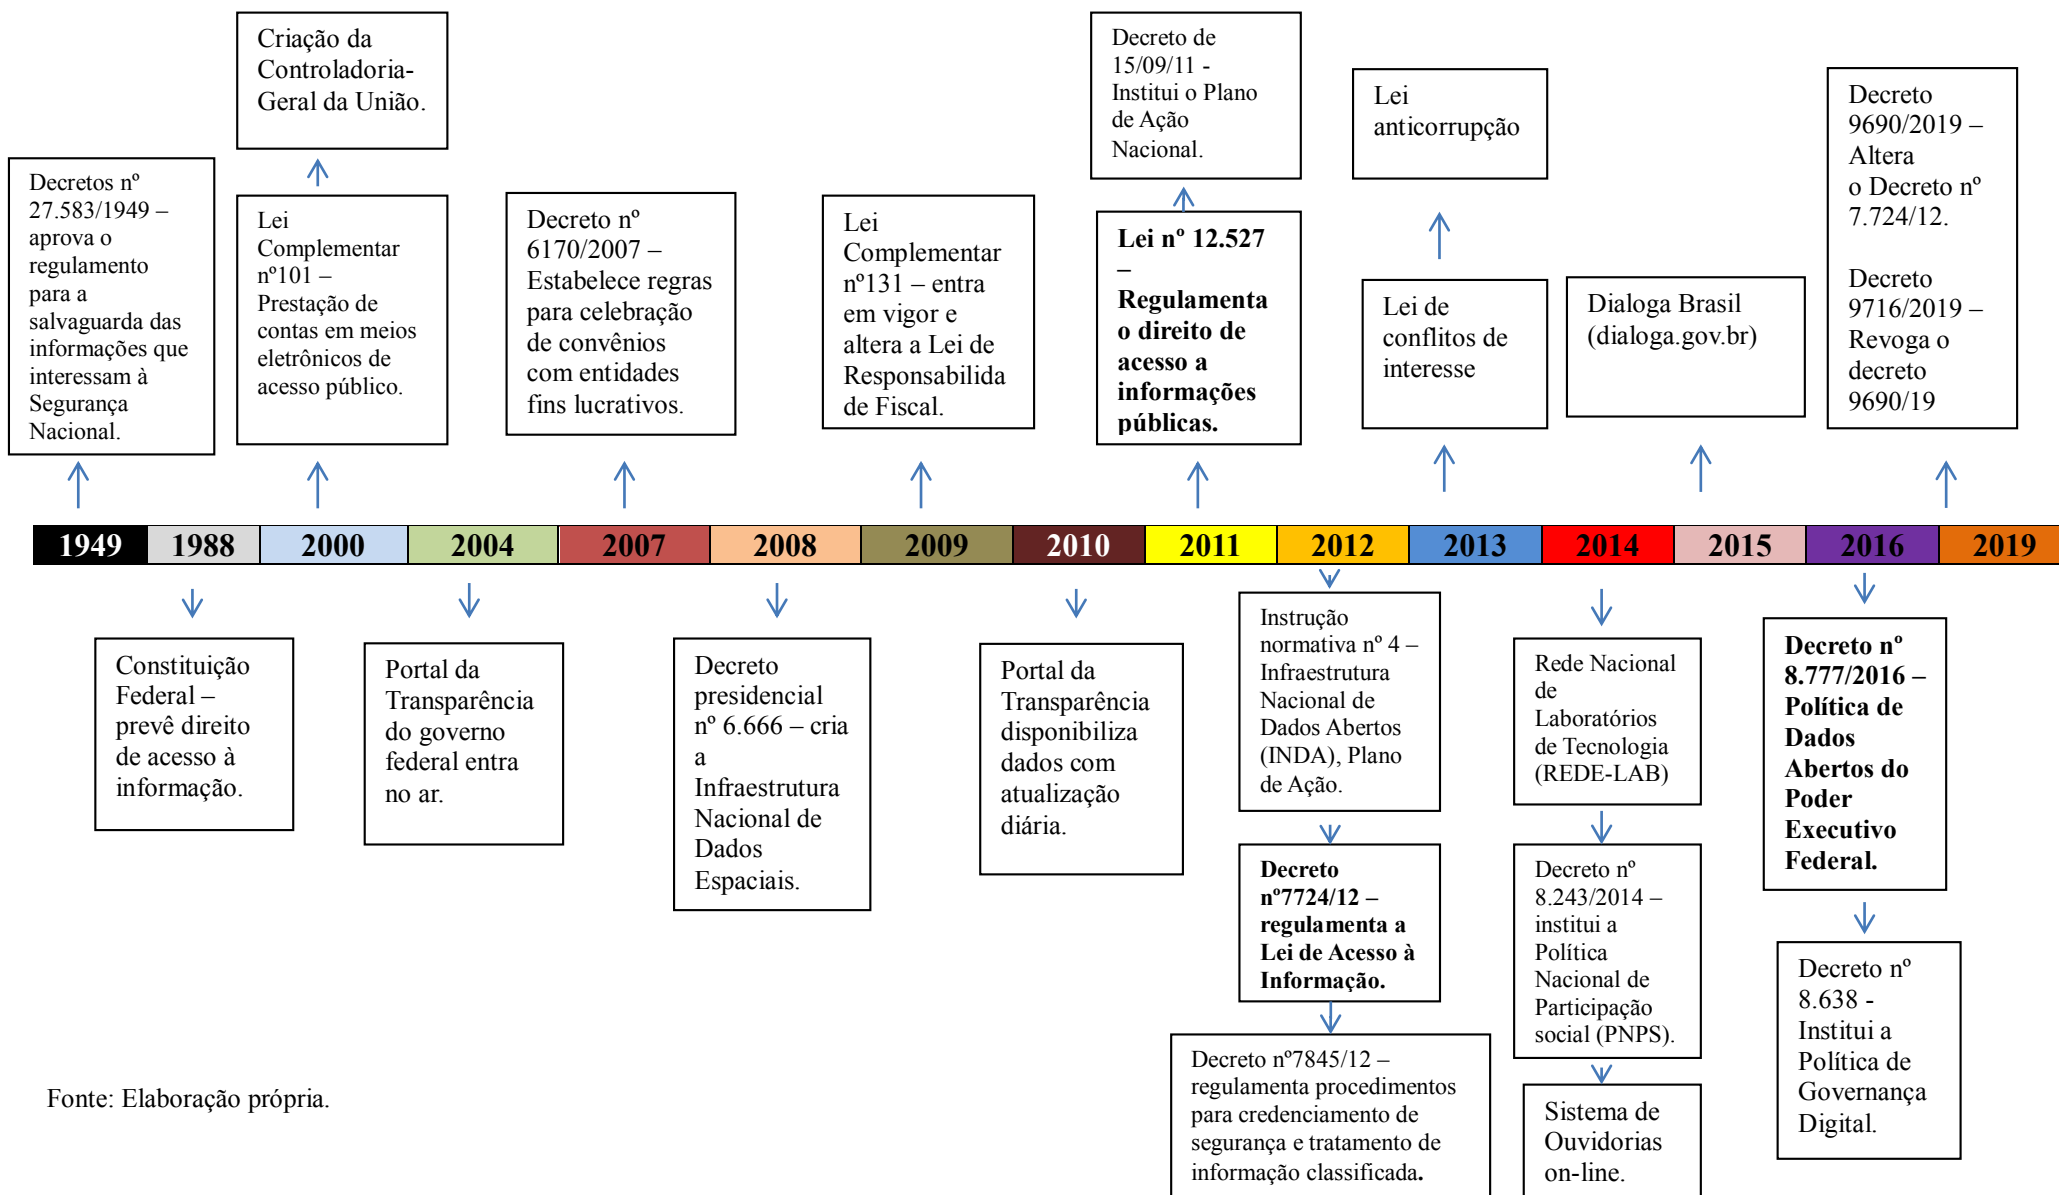 Criação da
Controladoria-
Geral da União.
Decreto de
15/09/11 -
Institui o Plano
de Ação
Nacional.
Lei
anticorrupção
Decreto
9690/2019 –
Altera
o Decreto nº
7.724/12.
Decreto
9716/2019 –
Revoga o
decreto
9690/19
Decretos nº
27.583/1949 –
aprova o
regulamento
para a
salvaguarda das
informações que
interessam à
Segurança
Nacional.
Lei
Complementar
nº101 –
Prestação de
contas em meios
eletrônicos de
acesso público.
Decreto nº
6170/2007 –
Estabelece regras
para celebração
de convênios
com entidades
fins lucrativos.
Lei
Complementar
nº131 – entra
em vigor e
altera a Lei de
Responsabilida
de Fiscal.
Lei nº 12.527
–
Regulamenta
o direito de
acesso a
informações
públicas.
Lei de
conflitos de
interesse
Dialoga Brasil
(dialoga.gov.br)
1949 1988 2000 2004 2007 2008 2009 2010 2011 2012 2013 2014 2015 2016 2019
Constituição
Federal –
prevê direito
de acesso à
informação.
Portal da
Transparência
do governo
federal entra
no ar.
Decreto
presidencial
nº 6.666 – cria
a
Infraestrutura
Nacional de
Dados
Espaciais.
Portal da
Transparência
disponibiliza
dados com
atualização
diária.
Instrução
normativa nº 4 –
Infraestrutura
Nacional de
Dados Abertos
(INDA), Plano
de Ação.
Decreto
nº7724/12 –
regulamenta a
Lei de Acesso à
Informação.
Decreto nº7845/12 –
regulamenta procedimentos
para credenciamento de
segurança e tratamento de
informação classificada.
Rede Nacional
de
Laboratórios
de Tecnologia
(REDE-LAB)
Decreto nº
8.243/2014 –
institui a
Política
Nacional de
Participação
social (PNPS).
Sistema de
Ouvidorias
on-line.
Decreto nº
8.777/2016 –
Política de
Dados
Abertos do
Poder
Executivo
Federal.
Decreto nº
8.638 -
Institui a
Política de
Governança
Digital.
Fonte: Elaboração própria.